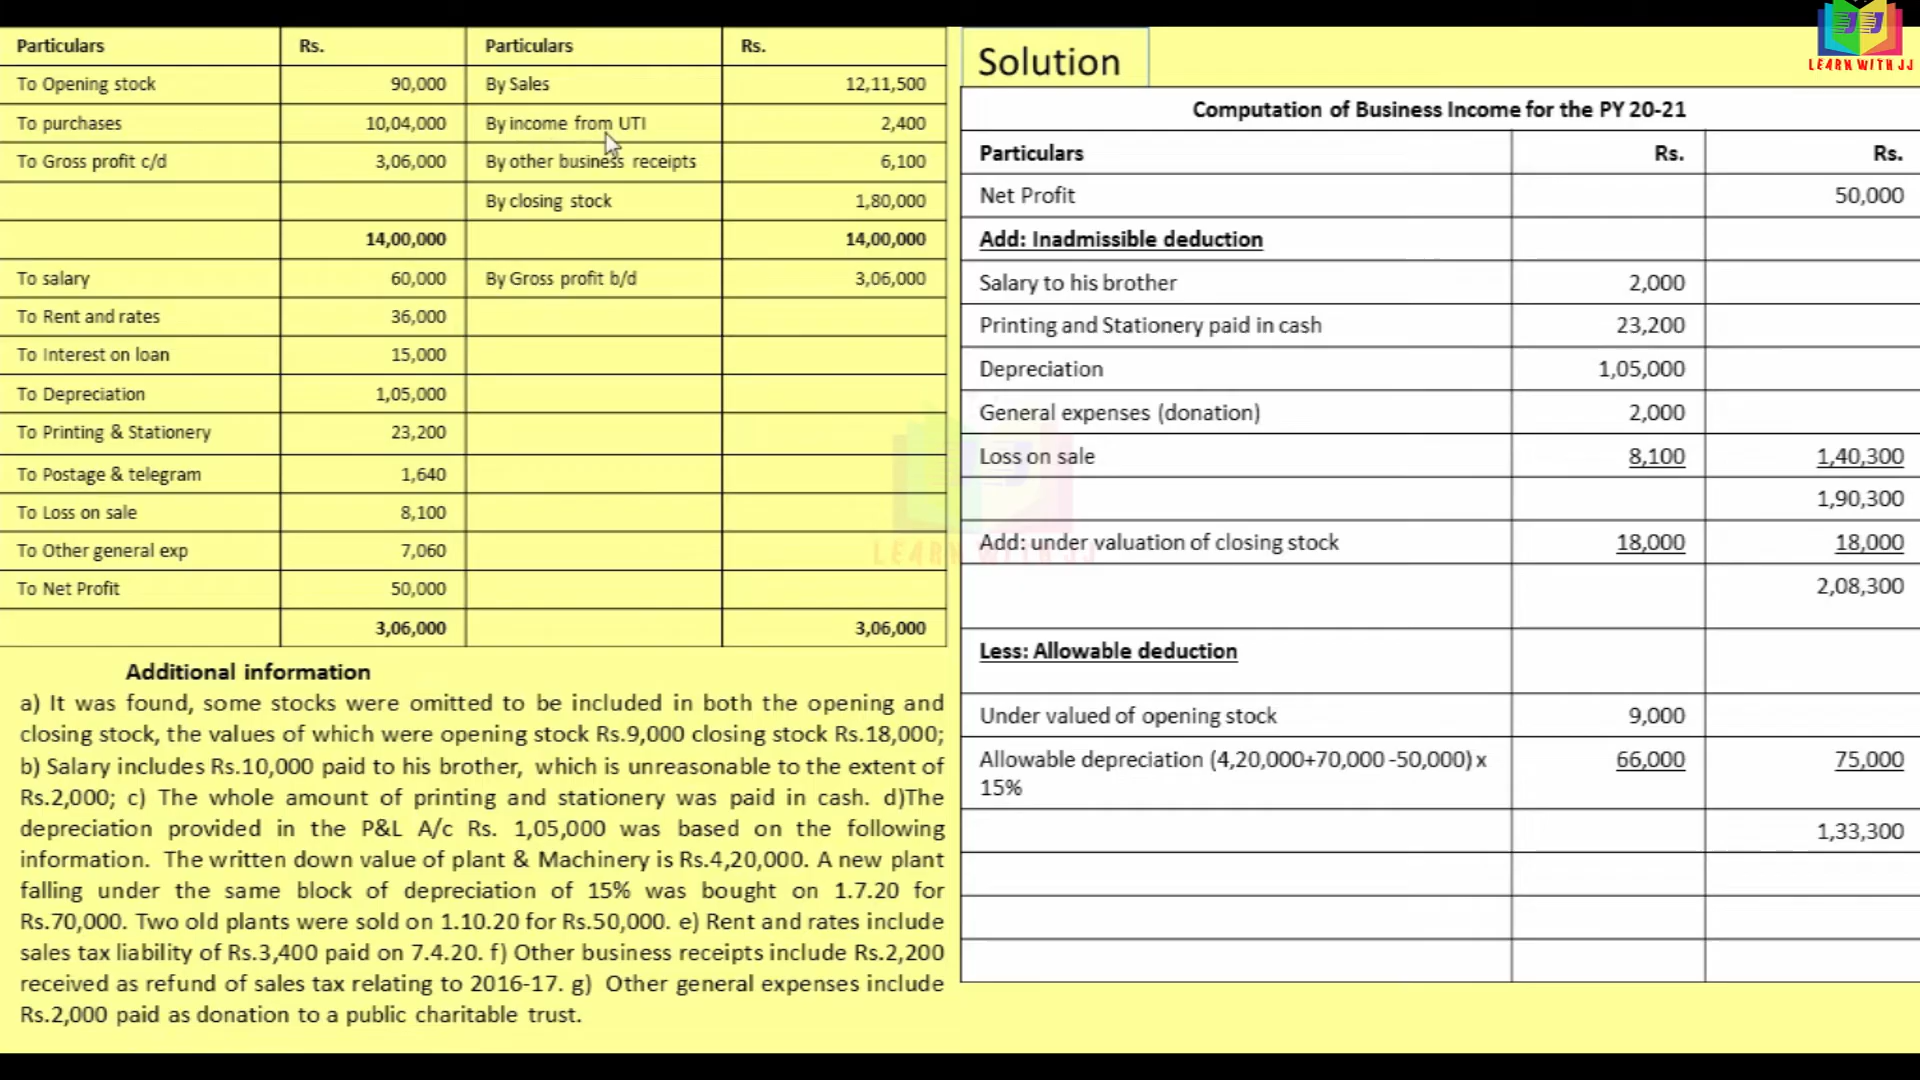 LEARN WITH JJ
Particulars Rs. Particulars Rs.
To Opening stock 90,000 By Sales 12,11,500
To purchases 10,04,000 By income from UTI 2,400
To Gross profit c/d 3,06,000 By other business receipts 6,100
By closing stock 1,80,000
14,00,000 14,00,000
To salary 60,000 By Gross profit b/d 3,06,000
To Rent and rates 36,000
To Interest on loan 15,000
To Depreciation 1,05,000
To Printing & Stationery 23,200
To Postage & telegram 1,640
To Loss on sale 8,100
To Other general exp 7,060
To Net Profit 50,000
3,06,000 3,06,000
Additional information
a) It was found, some stocks were omitted to be included in both the opening and
closing stock, the values of which were opening stock Rs.9,000 closing stock Rs.18,000;
b) Salary includes Rs.10,000 paid to his brother, which is unreasonable to the extent of
Rs.2,000; c) The whole amount of printing and stationery was paid in cash. d)The
depreciation provided in the P&L A/c Rs. 1,05,000 was based on the following
information. The written down value of plant & Machinery is Rs.4,20,000. A new plant
falling under the same block of depreciation of 15% was bought on 1.7.20 for
Rs.70,000. Two old plants were sold on 1.10.20 for Rs.50,000. e) Rent and rates include
sales tax liability of Rs.3,400 paid on 7.4.20. f) Other business receipts include Rs.2,200
received as refund of sales tax relating to 2016-17. g) Other general expenses include
Rs.2,000 paid as donation to a public charitable trust.
Solution
Computation of Business Income for the PY 20-21
Particulars Rs. Rs.
Net Profit 50,000
Add: Inadmissible deduction
Salary to his brother 2,000
Printing and Stationery paid in cash 23,200
Depreciation 1,05,000
General expenses (donation) 2,000
Loss on sale 8,100 1,40,300
1,90,300
Add: under valuation of closing stock 18,000 18,000
2,08,300
Less: Allowable deduction
Under valued of opening stock 9,000
Allowable depreciation (4,20,000+70,000 -50,000) x 66,000 75,000
15%
1,33,300
LEARN WITH JJ